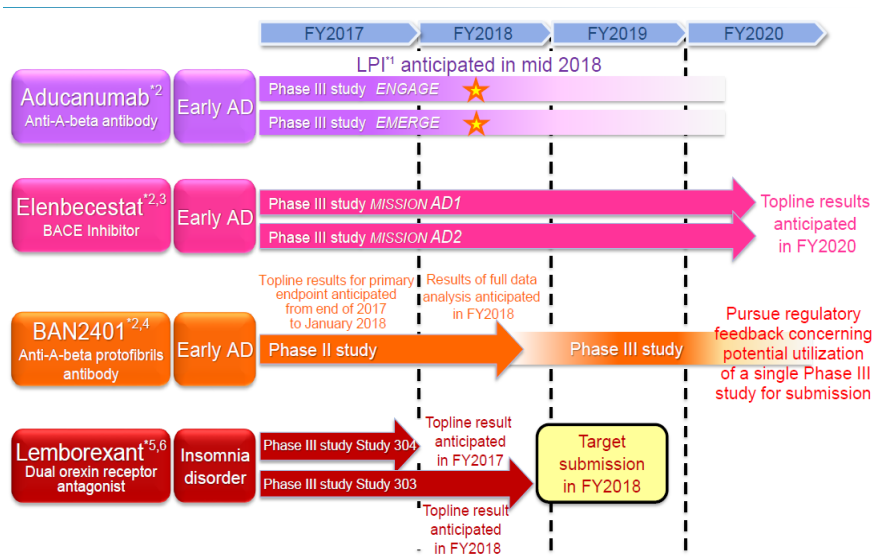 FY2017
FY2018
FY2019
FY2020
LPI*1 anticipated in mid 2018
Aducanumab*2
Anti-A-beta antibody
Early AD
Phase III study ENGAGE
Phase III study EMERGE
Elenbecestat*2,3
BACE Inhibitor
Early AD
Phase III study MISSION AD1
Phase III study MISSION AD2
Topline results
anticipated
in FY2020
BAN2401*2,4
Anti-A-beta protofibrils
antibody
Early AD
Topline results for primary
endpoint anticipated
from end of 2017
to January 2018
Results of full data
analysis anticipated
in FY2018
Phase II study
Phase III study
Pursue regulatory
feedback concerning
potential utilization
of a single Phase III
study for submission
Lemborexant*5,6
Dual orexin receptor
antagonist
Insomnia
disorder
Phase III study Study 304
Phase III study Study 303
Topline result
anticipated
in FY2017
Topline result
anticipated
in FY2018
Target
submission
in FY2018